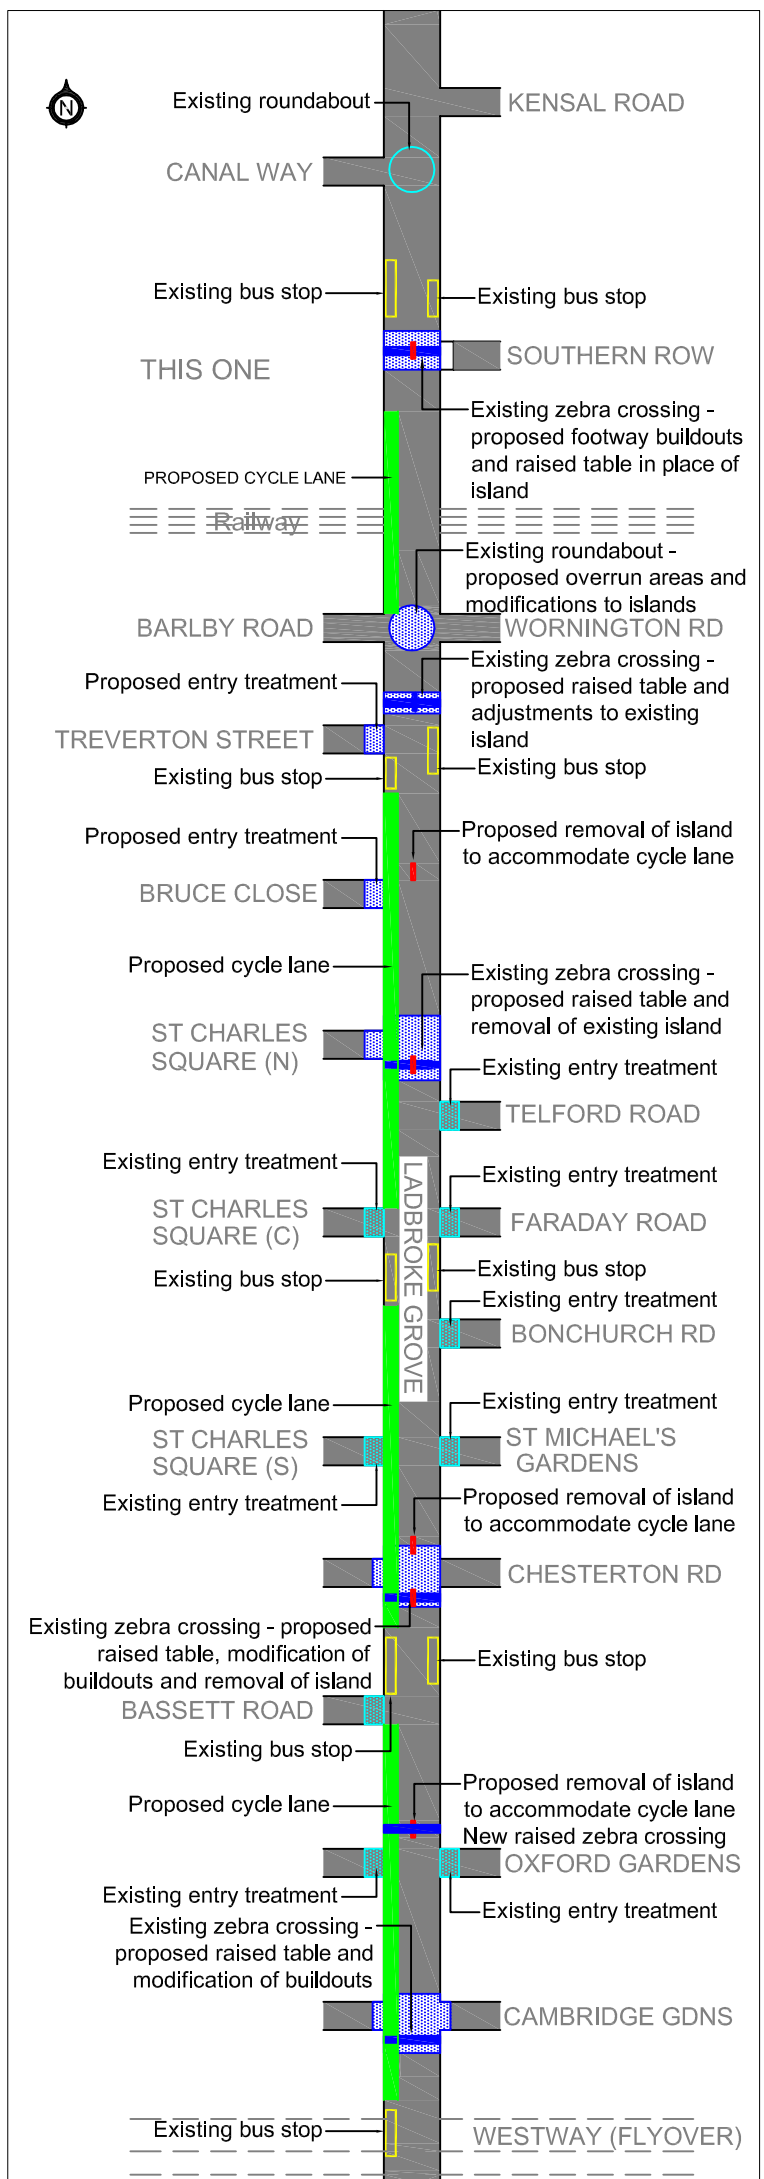 Existing roundabout
KENSAL ROAD
N
CANAL WAY
Existing bus stop
Existing bus stop
THIS ONE
SOUTHERN ROW
Existing zebra crossing -
proposed footway buildouts
and raised table in place of
island
PROPOSED CYCLE LANE
Railway
Existing roundabout -
proposed overrun areas and
modifications to islands
BARLBY ROAD
WORNINGTON RD
Existing zebra crossing -
proposed raised table and
adjustments to existing
island
Proposed entry treatment
TREVERTON STREET
Existing bus stop
Existing bus stop
Proposed entry treatment
Proposed removal of island
to accommodate cycle lane
BRUCE CLOSE
Proposed cycle lane
Existing zebra crossing -
proposed raised table and
removal of existing island
ST CHARLES
SQUARE (N)
Existing entry treatment
TELFORD ROAD
Existing entry treatment
LADBROKE GROVE
Existing entry treatment
ST CHARLES
SQUARE (C)
FARADAY ROAD
Existing bus stop
Existing bus stop
Existing entry treatment
BONCHURCH RD
Proposed cycle lane
Existing entry treatment
ST CHARLES
SQUARE (S)
ST MICHAEL'S
GARDENS
Existing entry treatment
Proposed removal of island
to accommodate cycle lane
CHESTERTON RD
Existing zebra crossing - proposed
raised table, modification of
buildouts and removal of island
Existing bus stop
BASSETT ROAD
Existing bus stop
Proposed cycle lane
Proposed removal of island
to accommodate cycle lane
New raised zebra crossing
OXFORD GARDENS
Existing entry treatment
Existing entry treatment
Existing zebra crossing -
proposed raised table and
modification of buildouts
CAMBRIDGE GDNS
Existing bus stop
WESTWAY (FLYOVER)